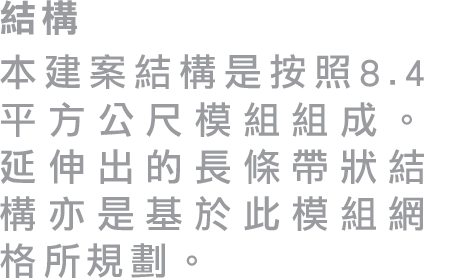 結構
本建案結構是按照8.4
平方公尺模組組成。
延伸出的長條帶狀結
構亦是基於此模組網
格所規劃。